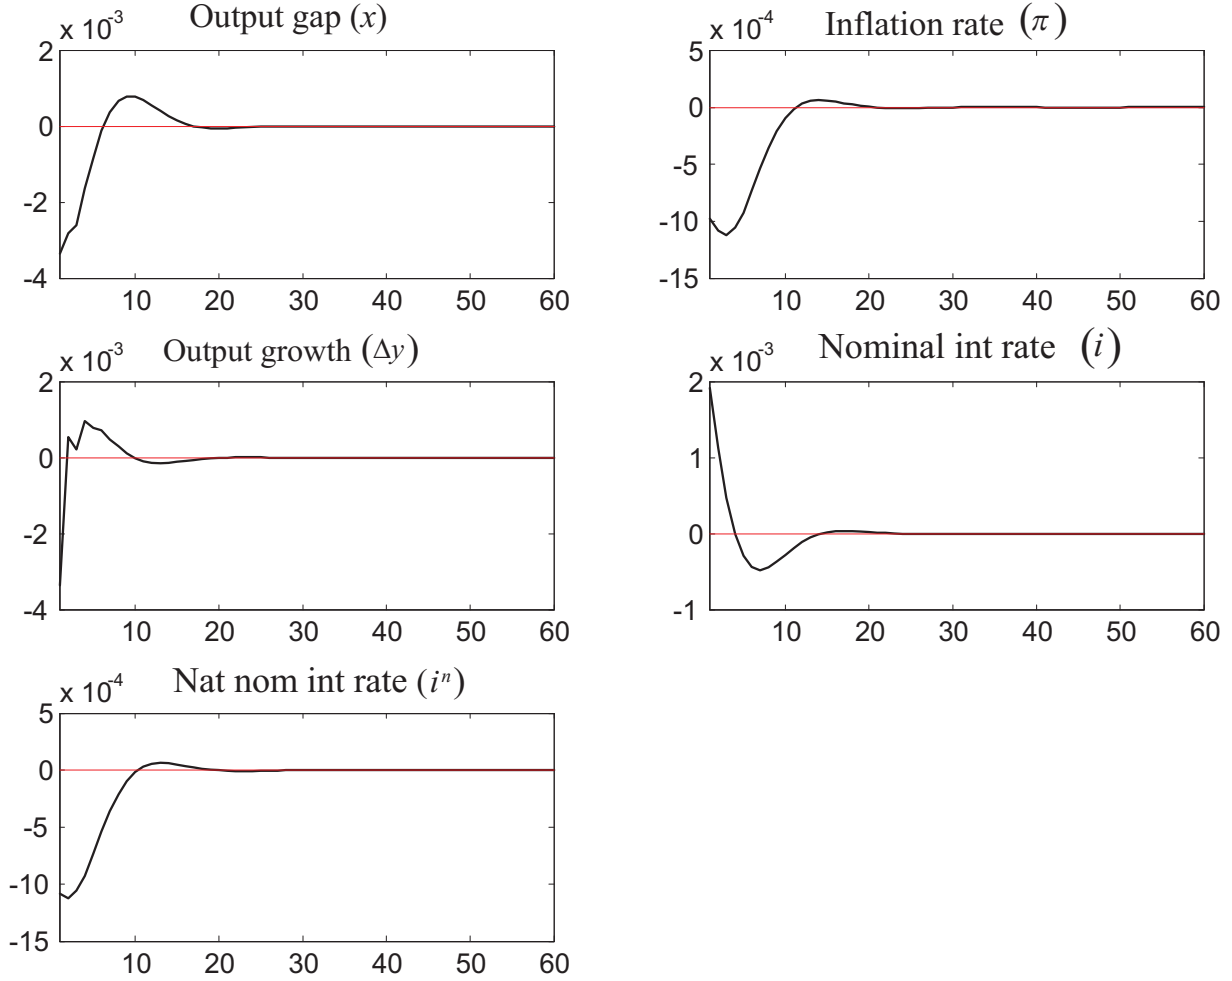 Output gap (x)
x 10⁻³
2
0
-2
-4
10 20 30 40 50 60
Inflation rate (π)
x 10⁻⁴
5
0
-5
-10
-15
10 20 30 40 50 60
Output growth (Δy)
x 10⁻³
2
0
-2
-4
10 20 30 40 50 60
Nominal int rate (i)
x 10⁻³
2
1
0
-1
10 20 30 40 50 60
Nat nom int rate (iⁿ)
x 10⁻⁴
5
0
-5
-10
-15
10 20 30 40 50 60